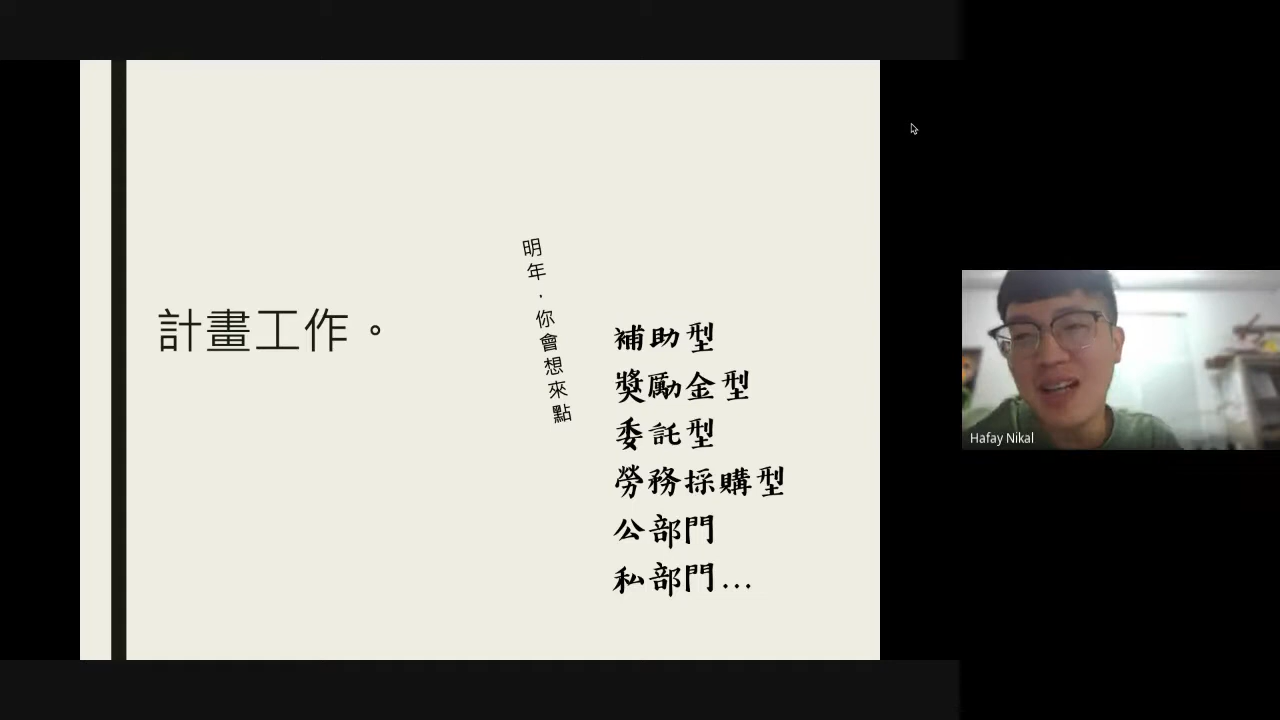 計畫工作。
明年．你會想來點
補助型
獎勵金型
委託型
勞務採購型
公部門
私部門…
Hafay Nikal